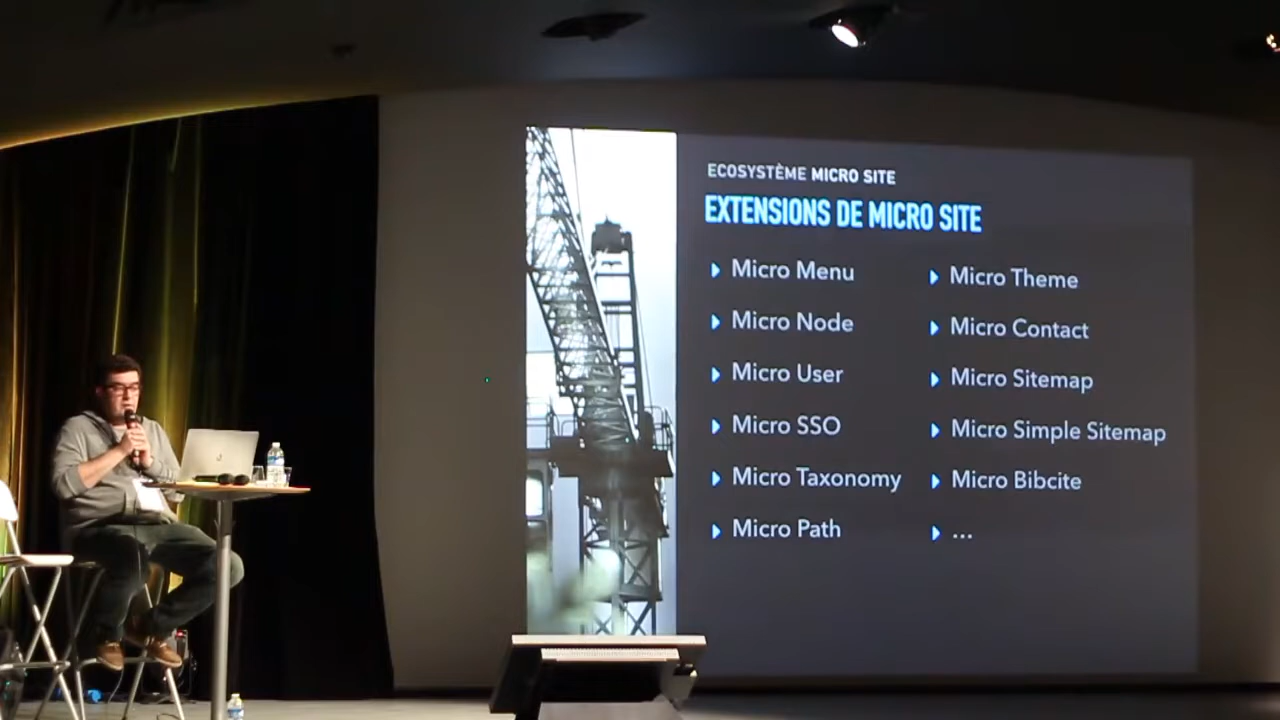 ECOSYSTÈME MICRO SITE
EXTENSIONS DE MICRO SITE
Micro Menu
Micro Node
Micro User
Micro SSO
Micro Taxonomy
Micro Path
Micro Theme
Micro Contact
Micro Sitemap
Micro Simple Sitemap
Micro Bibcite
...